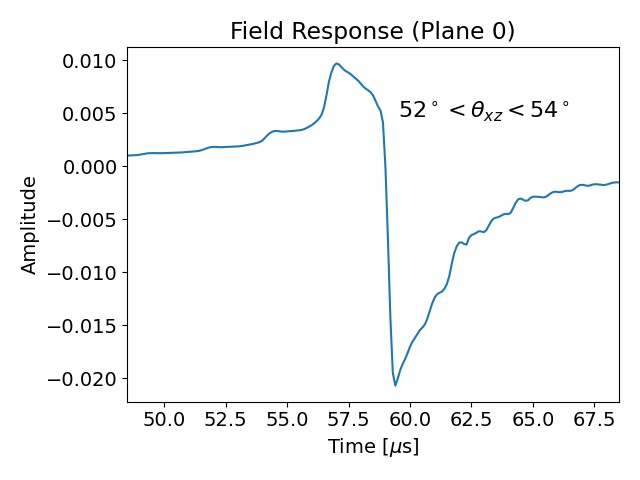 Field Response (Plane 0)
0.010
0.005
0.000
−0.005
−0.010
−0.015
−0.020
Amplitude
52° < θxz < 54°
50.0 52.5 55.0 57.5 60.0 62.5 65.0 67.5
Time [μs]